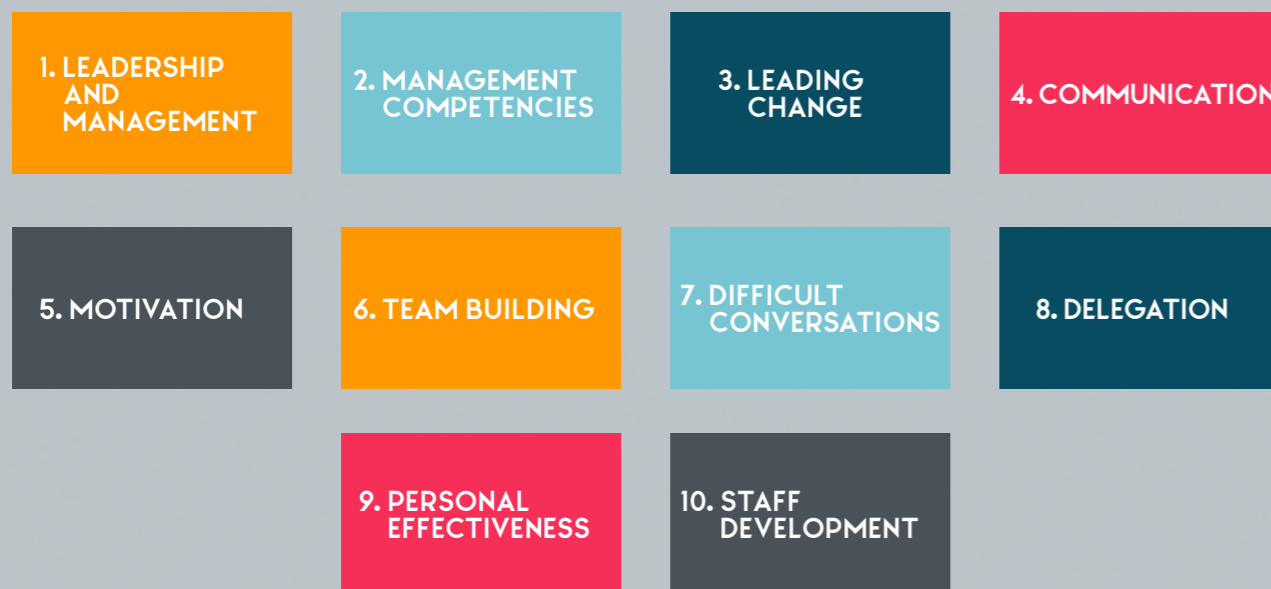 1. LEADERSHIP
AND
MANAGEMENT
2. MANAGEMENT
COMPETENCIES
3. LEADING
CHANGE
4. COMMUNICATION
5. MOTIVATION
6. TEAM BUILDING
7. DIFFICULT
CONVERSATIONS
8. DELEGATION
9. PERSONAL
EFFECTIVENESS
10. STAFF
DEVELOPMENT